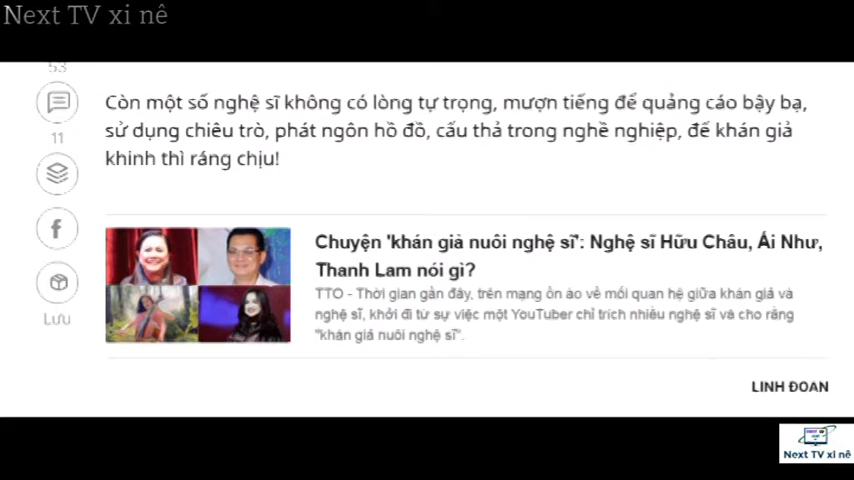 Next TV xi nê
53
Còn một số nghệ sĩ không có lòng tự trọng, mượn tiếng để quảng cáo bậy bạ,
sử dụng chiêu trò, phát ngôn hồ đồ, cẩu thả trong nghề nghiệp, để khán giả
khinh thì ráng chịu!
11
Lưu
Chuyện 'khán giả nuôi nghệ sĩ': Nghệ sĩ Hữu Châu, Ái Như,
Thanh Lam nói gì?
TTO - Thời gian gần đây, trên mạng ồn ào về mối quan hệ giữa khán giả và
nghệ sĩ, khởi đi từ sự việc một YouTuber chỉ trích nhiều nghệ sĩ và cho rằng
"khán giả nuôi nghệ sĩ".
LINH ĐOAN
Next TV xi nê